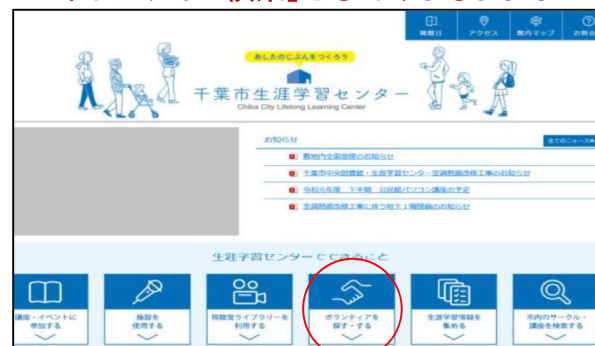 開館日
アクセス
館内マップ
あしたのじぶんをつくろう
千葉市生涯学習センター
Chiba City Lifelong Learning Center
お知らせ
全てのニュース
敷地内全面禁煙のお知らせ
千葉市中央図書館・生涯学習センター空調熱源改修工事のお知らせ
令和元年度 下半期 公民館パソコン講座の予定
空調熱源改修工事に伴う地下1階閉鎖のお知らせ
生涯学習センターで
講座・イベントに
参加する
施設を
使用する
視聴覚ライブラリーを
利用する
ボランティアを
探す・する
生涯学習情報を
集める
市内のサークル・
講座を検索する